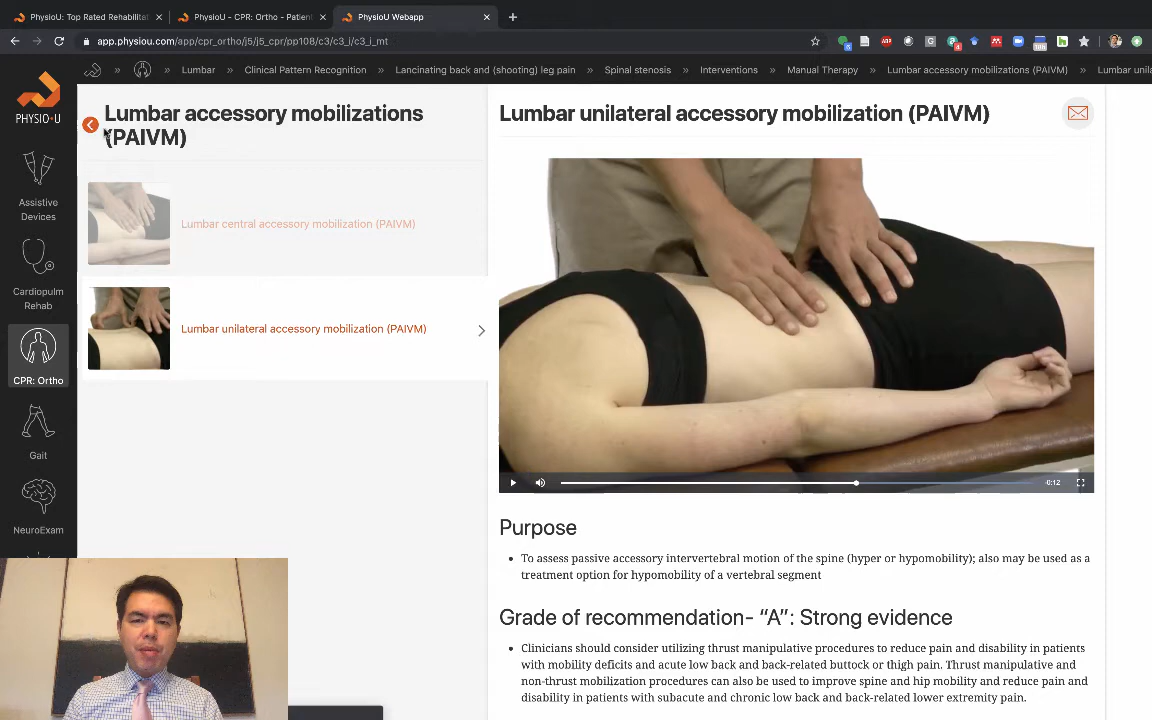 PhysioU: Top Rated Rehabilitat
PhysioU - CPR: Ortho - Patient
PhysioU Webapp
app.physiou.com/app/cpr_ortho/j5/j5_cpr/pp108/c3/c3_i/c3_i_mt
» » Lumbar » Clinical Pattern Recognition » Lancinating back and (shooting) leg pain » Spinal stenosis » Interventions » Manual Therapy » Lumbar accessory mobilizations (PAIVM) » Lumbar unila
PHYSIO U
Assistive
Devices
Cardiopulm
Rehab
CPR: Ortho
Gait
NeuroExam
Lumbar accessory mobilizations
(PAIVM)
Lumbar central accessory mobilization (PAIVM)
Lumbar unilateral accessory mobilization (PAIVM)
Lumbar unilateral accessory mobilization (PAIVM)
-0:12
Purpose
• To assess passive accessory intervertebral motion of the spine (hyper or hypomobility); also may be used as a
treatment option for hypomobility of a vertebral segment
Grade of recommendation- “A”: Strong evidence
• Clinicians should consider utilizing thrust manipulative procedures to reduce pain and disability in patients
with mobility deficits and acute low back and back-related buttock or thigh pain. Thrust manipulative and
non-thrust mobilization procedures can also be used to improve spine and hip mobility and reduce pain and
disability in patients with subacute and chronic low back and back-related lower extremity pain.